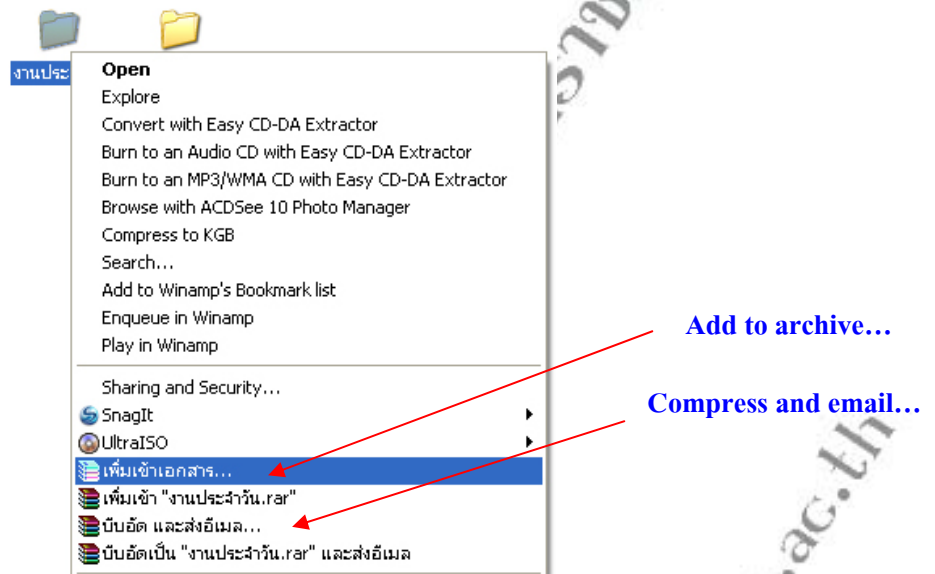 งานประ
Open
Explore
Convert with Easy CD-DA Extractor
Burn to an Audio CD with Easy CD-DA Extractor
Burn to an MP3/WMA CD with Easy CD-DA Extractor
Browse with ACDSee 10 Photo Manager
Compress to KGB
Search...
Add to Winamp's Bookmark list
Enqueue in Winamp
Play in Winamp
Sharing and Security...
SnagIt
UltraISO
เพิ่มเข้าเอกสาร...
เพิ่มเข้า "งานประจำวัน.rar"
บีบอัด และส่งอีเมล...
บีบอัดเป็น "งานประจำวัน.rar" และส่งอีเมล
Add to archive…
Compress and email…
ac.th